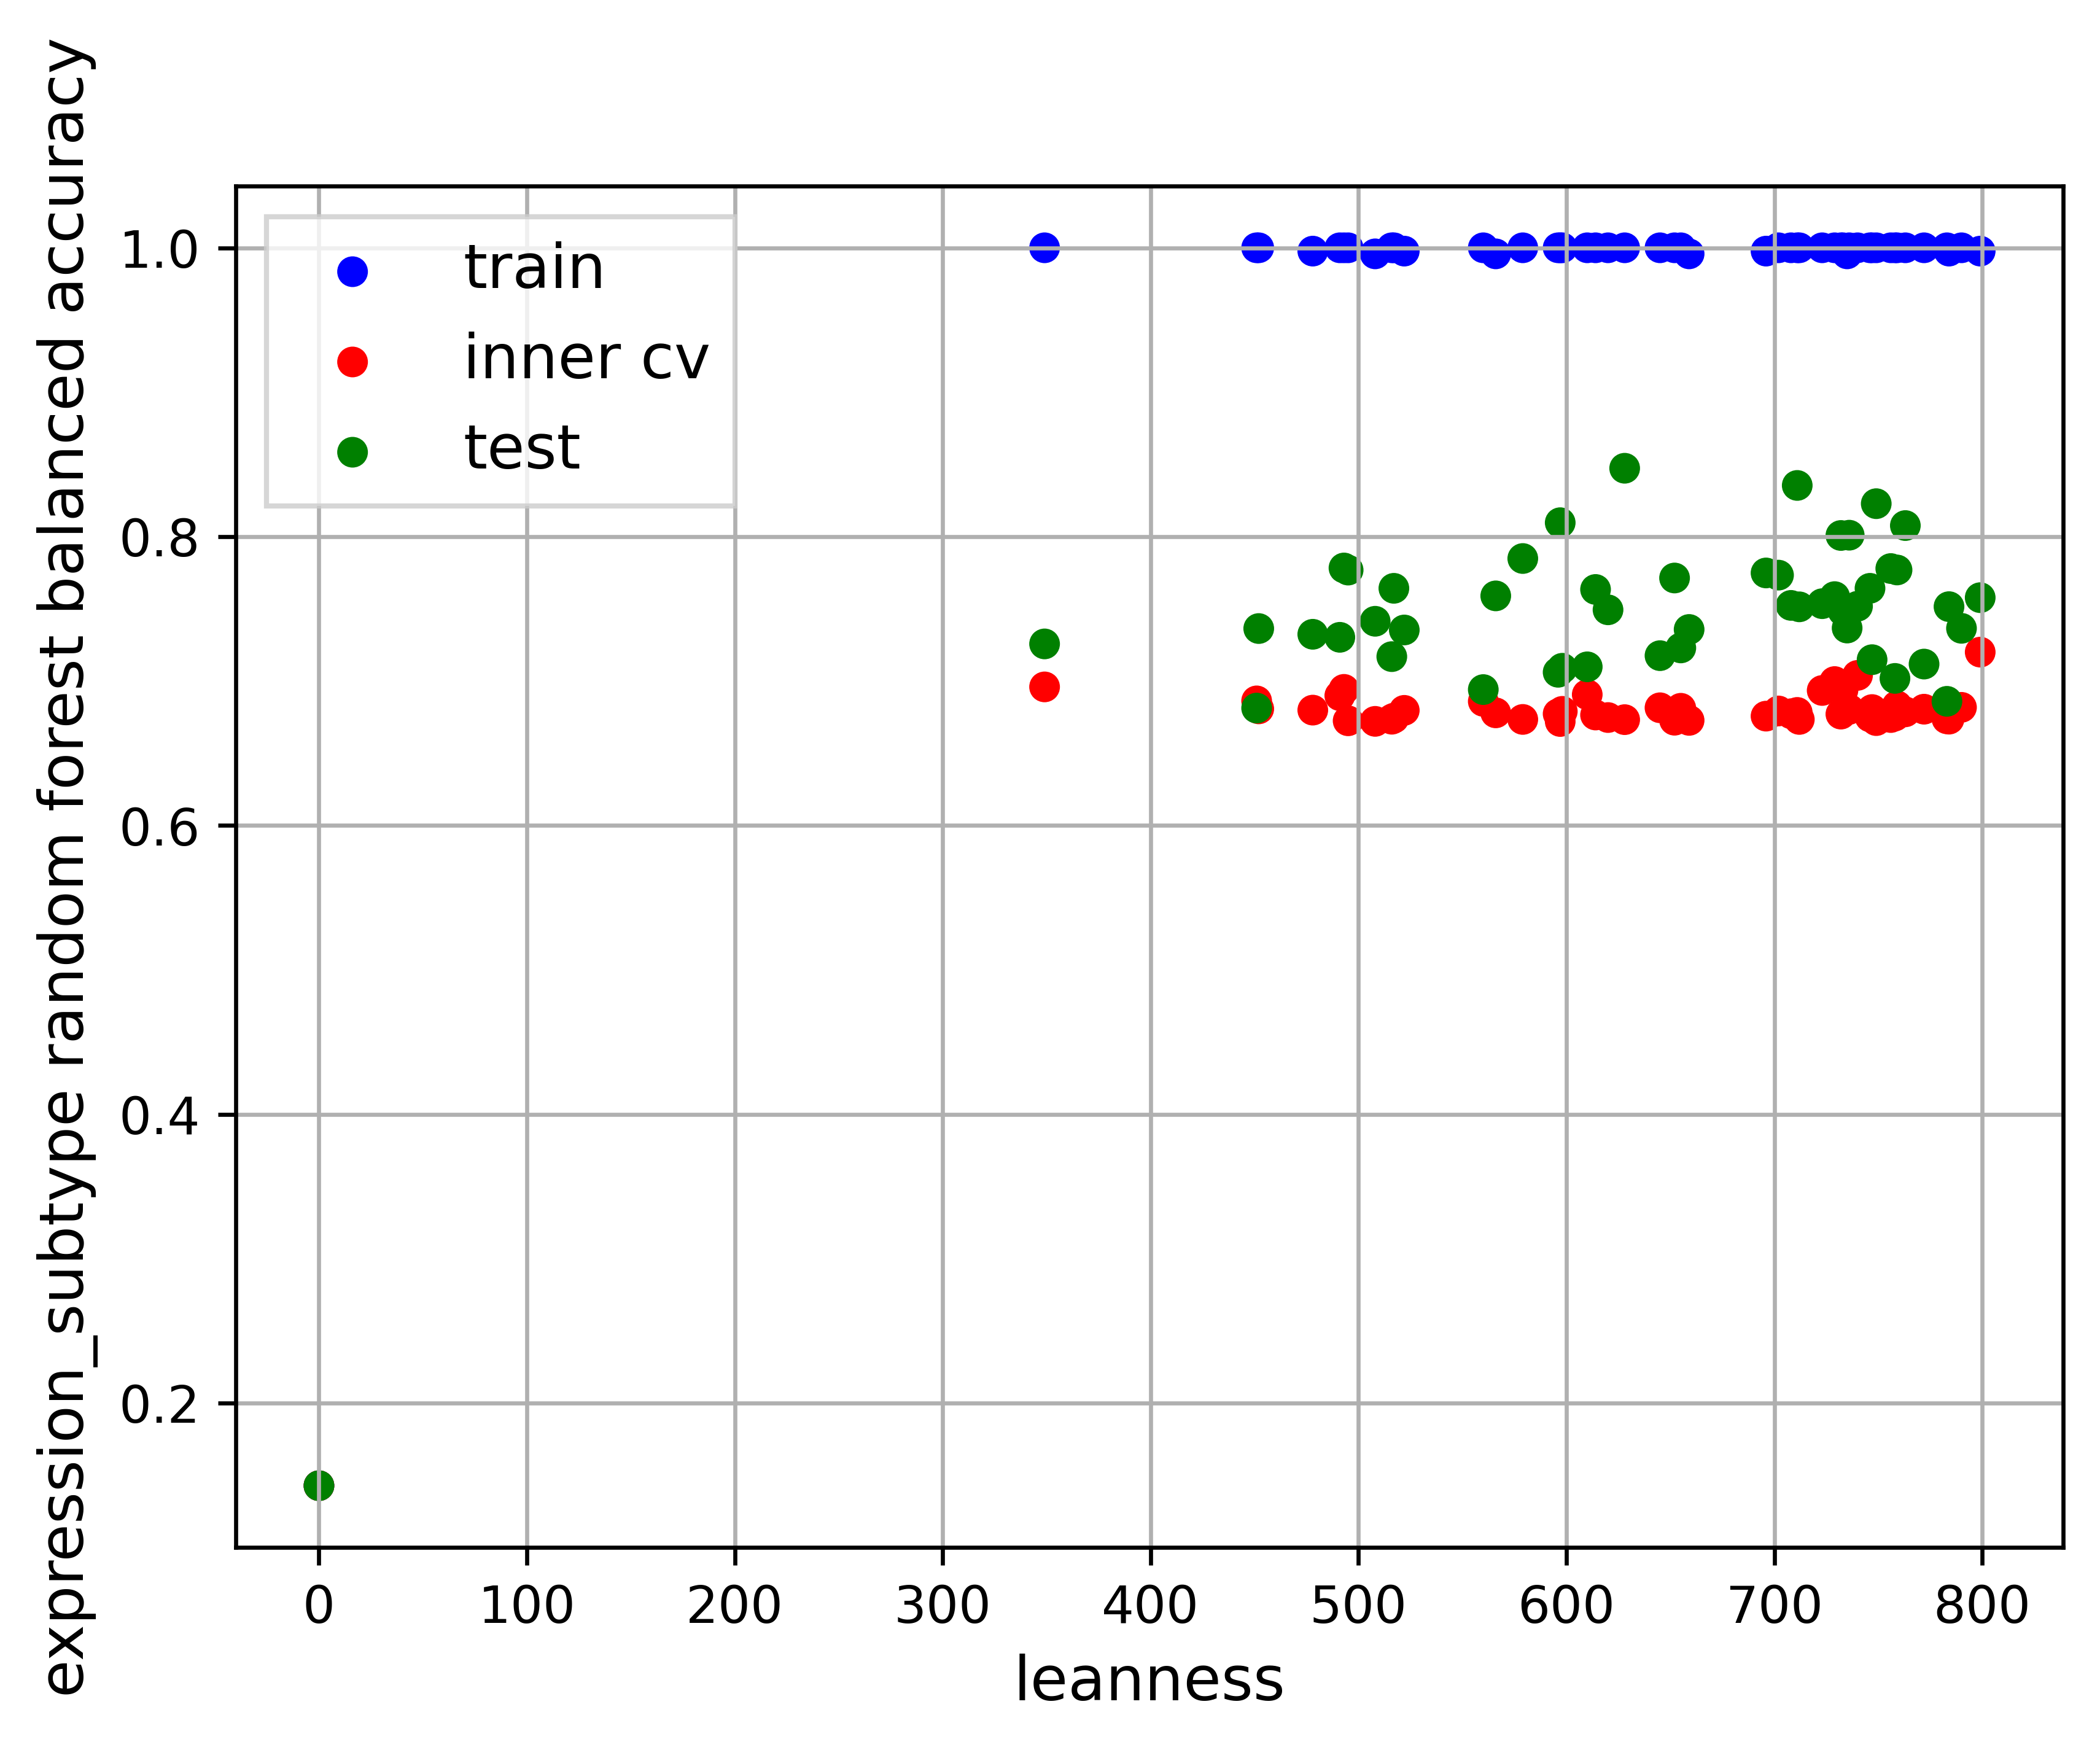 expression_subtype random forest balanced accuracy
1.0
0.8
0.6
0.4
0.2
train
inner cv
test
0 100 200 300 400 500 600 700 800
leanness